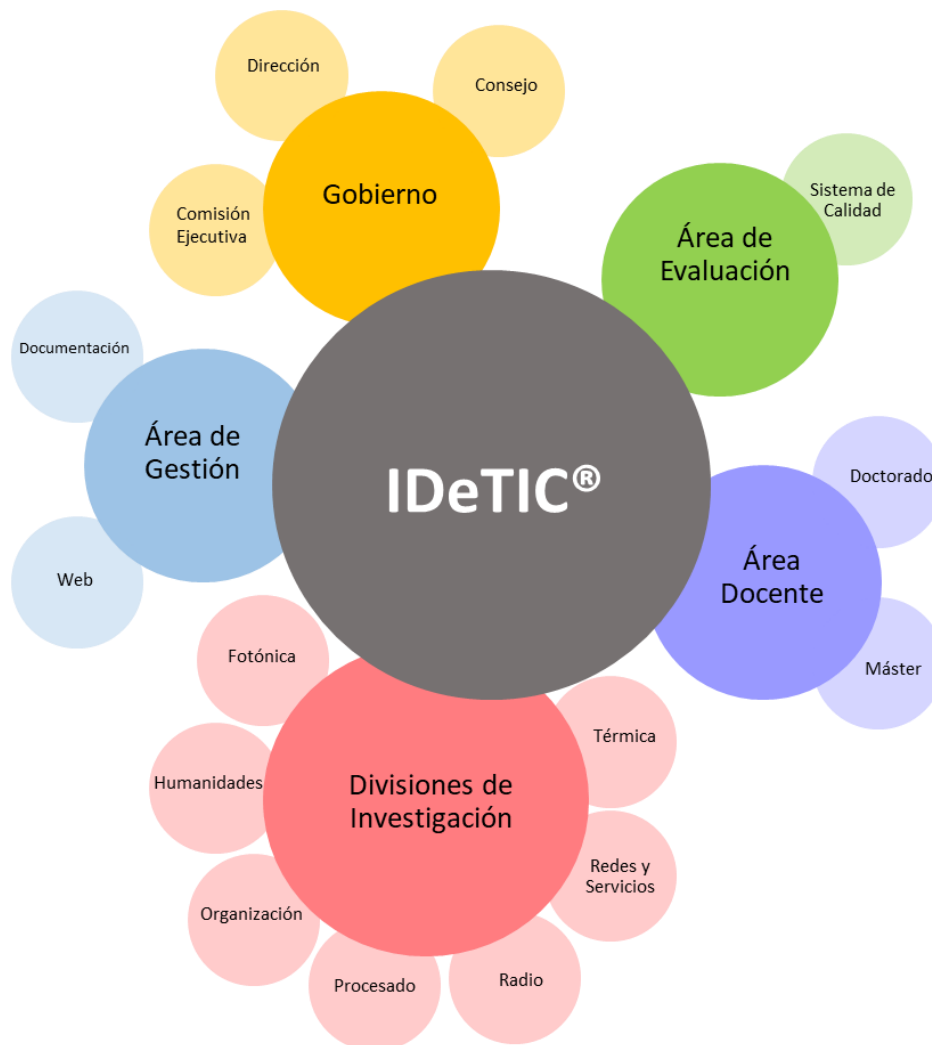 Dirección
Consejo
Gobierno
Comisión
Ejecutiva
Sistema de
Calidad
Área de
Evaluación
Documentación
Área de
Gestión
Web
IDeTIC®
Doctorado
Área
Docente
Máster
Fotónica
Térmica
Humanidades
Divisiones de
Investigación
Redes y
Servicios
Organización
Procesado
Radio